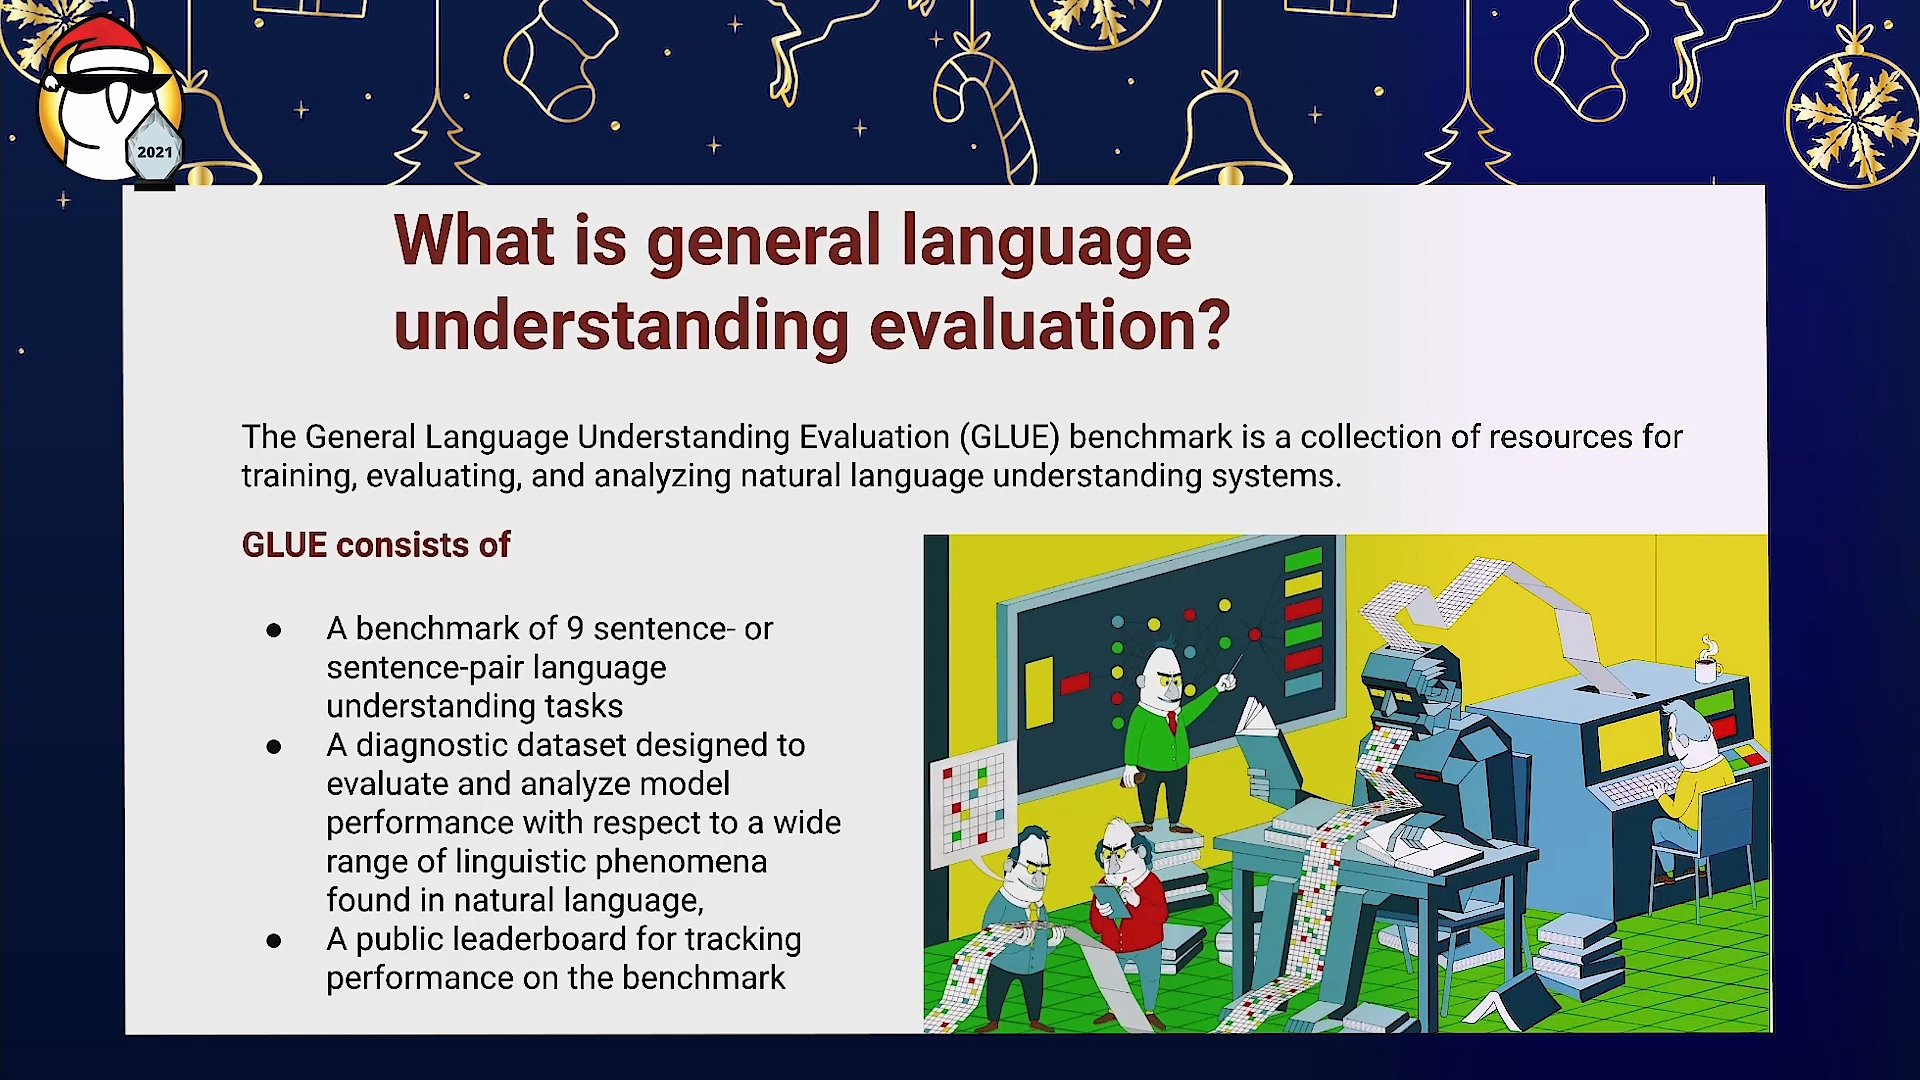 2021
What is general language
understanding evaluation?
The General Language Understanding Evaluation (GLUE) benchmark is a collection of resources for
training, evaluating, and analyzing natural language understanding systems.
GLUE consists of
● A benchmark of 9 sentence- or
sentence-pair language
understanding tasks
● A diagnostic dataset designed to
evaluate and analyze model
performance with respect to a wide
range of linguistic phenomena
found in natural language,
● A public leaderboard for tracking
performance on the benchmark